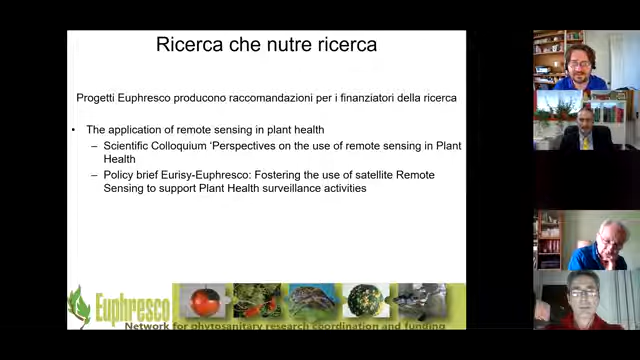 Ricerca che nutre ricerca
Progetti Euphresco producono raccomandazioni per i finanziatori della ricerca
• The application of remote sensing in plant health
– Scientific Colloquium ‘Perspectives on the use of remote sensing in Plant
Health
– Policy brief Eurisy-Euphresco: Fostering the use of satellite Remote
Sensing to support Plant Health surveillance activities
Euphresco
Network for phytosanitary research coordination and funding